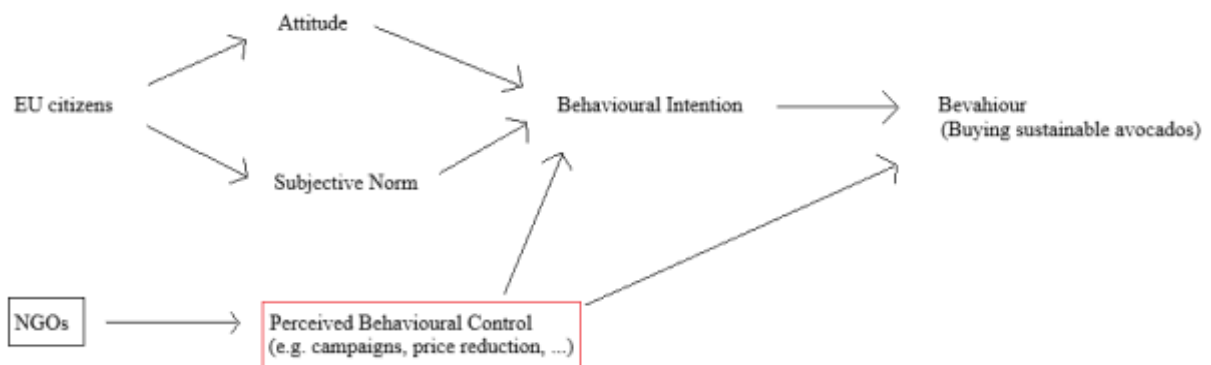 Attitude
EU citizens
Behavioural Intention
Bevahiour
(Buying sustainable avocados)
Subjective Norm
NGOs
Perceived Behavioural Control
(e.g. campaigns, price reduction, ...)